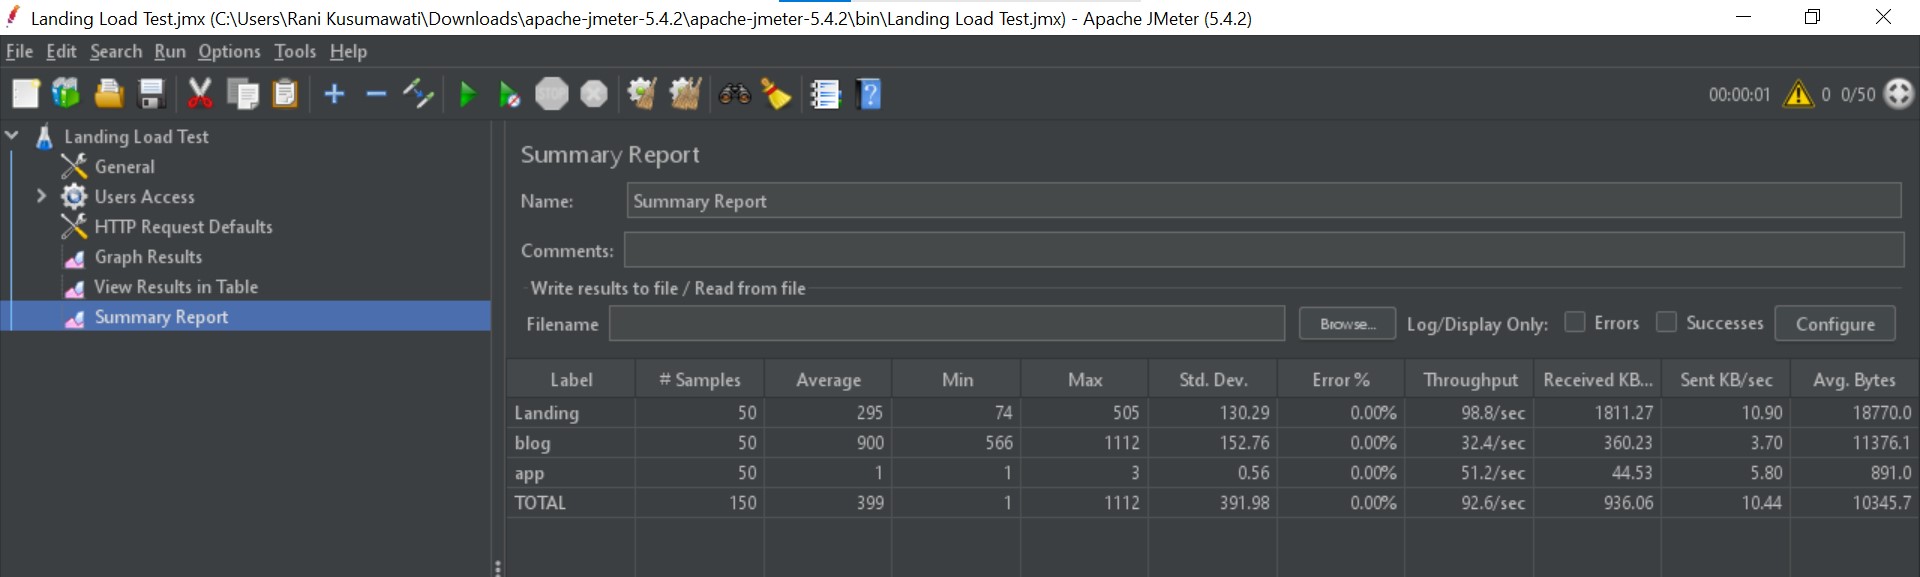 Landing Load Test.jmx (C:\Users\Rani Kusumawati\Downloads\apache-jmeter-5.4.2\apache-jmeter-5.4.2\bin\Landing Load Test.jmx) - Apache JMeter (5.4.2)
File Edit Search Run Options Tools Help
STOP
00:00:01 0 0/50
Landing Load Test
General
Users Access
HTTP Request Defaults
Graph Results
View Results in Table
Summary Report
Summary Report
Name: Summary Report
Comments:
Write results to file / Read from file
Filename Browse... Log/Display Only: Errors Successes Configure
Label # Samples Average Min Max Std. Dev. Error % Throughput Received KB... Sent KB/sec Avg. Bytes
Landing 50 295 74 505 130.29 0.00% 98.8/sec 1811.27 10.90 18770.0
blog 50 900 566 1112 152.76 0.00% 32.4/sec 360.23 3.70 11376.1
app 50 1 1 3 0.56 0.00% 51.2/sec 44.53 5.80 891.0
TOTAL 150 399 1 1112 391.98 0.00% 92.6/sec 936.06 10.44 10345.7